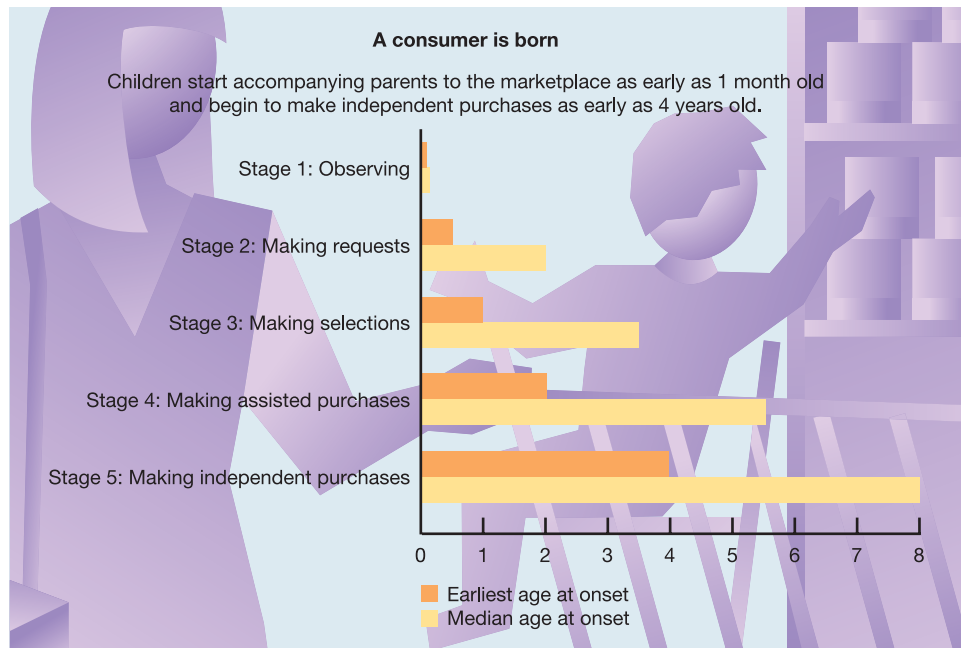 A consumer is born
Children start accompanying parents to the marketplace as early as 1 month old
and begin to make independent purchases as early as 4 years old.
Stage 1: Observing
Stage 2: Making requests
Stage 3: Making selections
Stage 4: Making assisted purchases
Stage 5: Making independent purchases
0 1 2 3 4 5 6 7 8
Earliest age at onset
Median age at onset